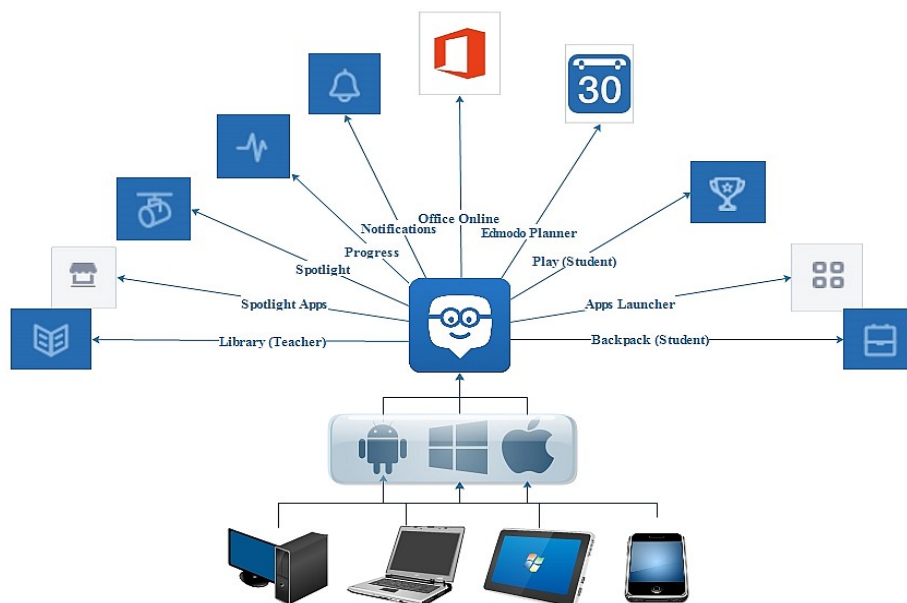 30
Office Online
Notifications
Edmodo Planner
Progress
Play (Student)
Spotlight
Spotlight Apps
Apps Launcher
Library (Teacher)
Backpack (Student)